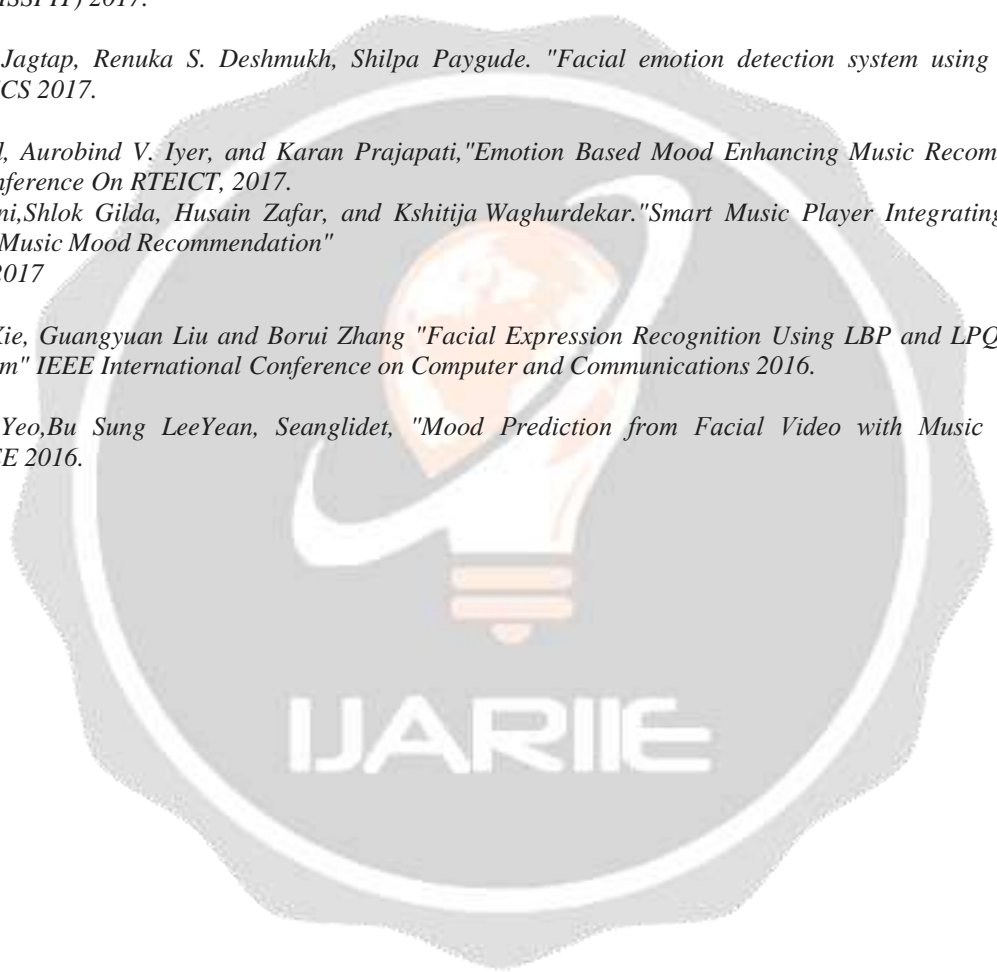 2017.
Jagtap, Renuka S. Deshmukh, Shilpa Paygude. "Facial emotion detection system using
CS 2017.
Aurobind V. Iyer, and Karan Prajapati,"Emotion Based Mood Enhancing Music Recom
nference On RTEICT, 2017.
ni,Shlok Gilda, Husain Zafar, and Kshitija Waghurdekar."Smart Music Player Integrating
Music Mood Recommendation"
2017
Xie, Guangyuan Liu and Borui Zhang "Facial Expression Recognition Using LBP and LPQ
m" IEEE International Conference on Computer and Communications 2016.
Yeo,Bu Sung LeeYean, Seanglidet, "Mood Prediction from Facial Video with Music
E 2016.
IJARIIE